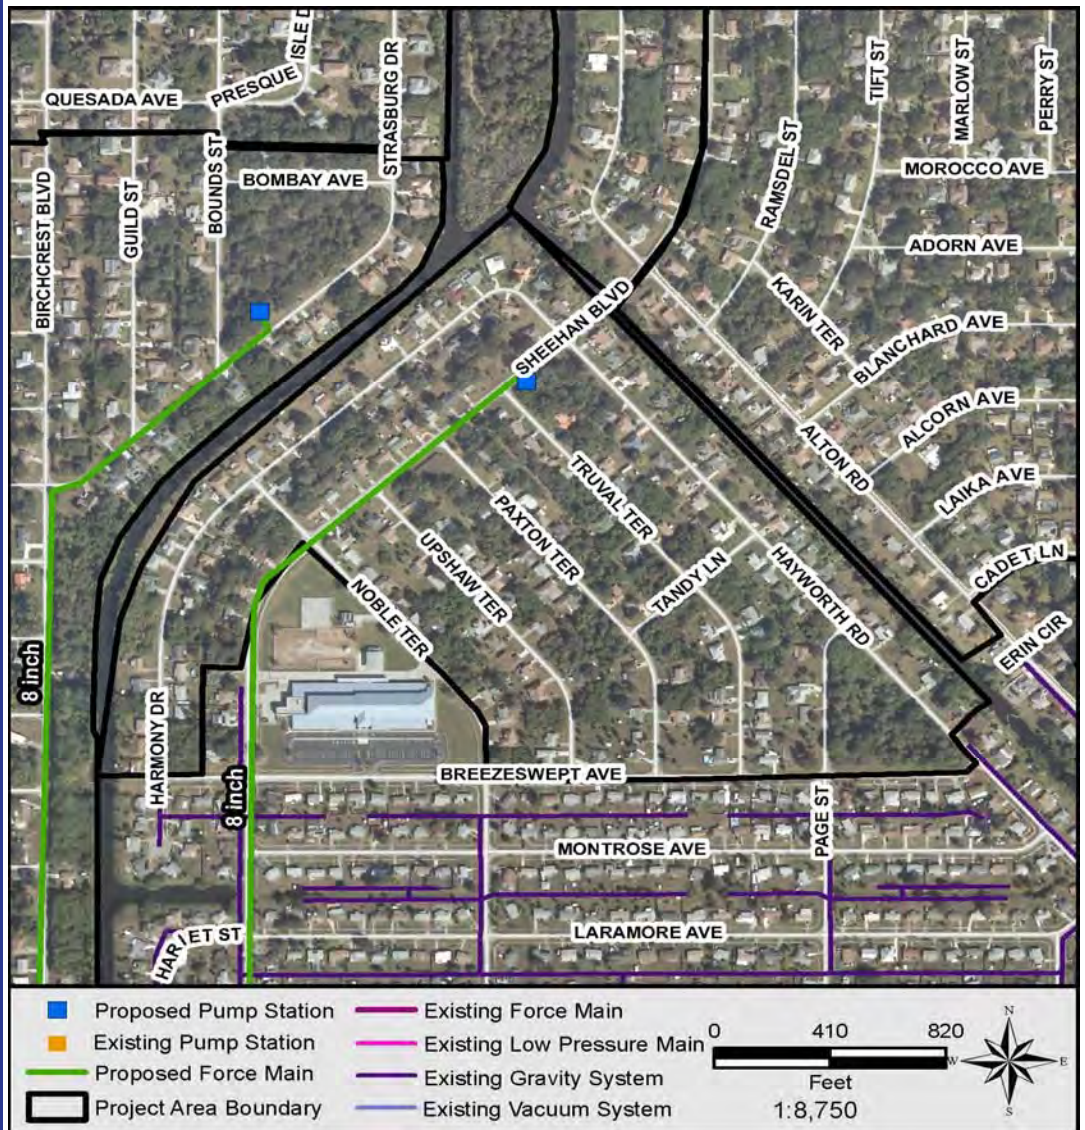 PRESQUE ISLE D
STRASBURG DR
TIFT ST
MARLOW ST
PERRY ST
QUESADA AVE
RAMSDEL ST
MOROCCO AVE
BIRCHCREST BLVD
GUILD ST
BOUNDS ST
BOMBAY AVE
ADORN AVE
SHEEHAN BLVD
KARIN TER
BLANCHARD AVE
ALCORN AVE
ALTON RD
LAIKA AVE
TRUVAL TER
PAXTON TER
UPSHAW TER
NOBLE TER
TANDY LN
HAYWORTH RD
CADET LN
ERIN CIR
8 inch
HARMONY DR
8 inch
BREEZESWEPT AVE
PAGE ST
MONTROSE AVE
LARAMORE AVE
HARIET ST
Proposed Pump Station
Existing Pump Station
Proposed Force Main
Project Area Boundary
Existing Force Main
Existing Low Pressure Main
Existing Gravity System
Existing Vacuum System
0 410 820
Feet
1:8,750
N
W E
S